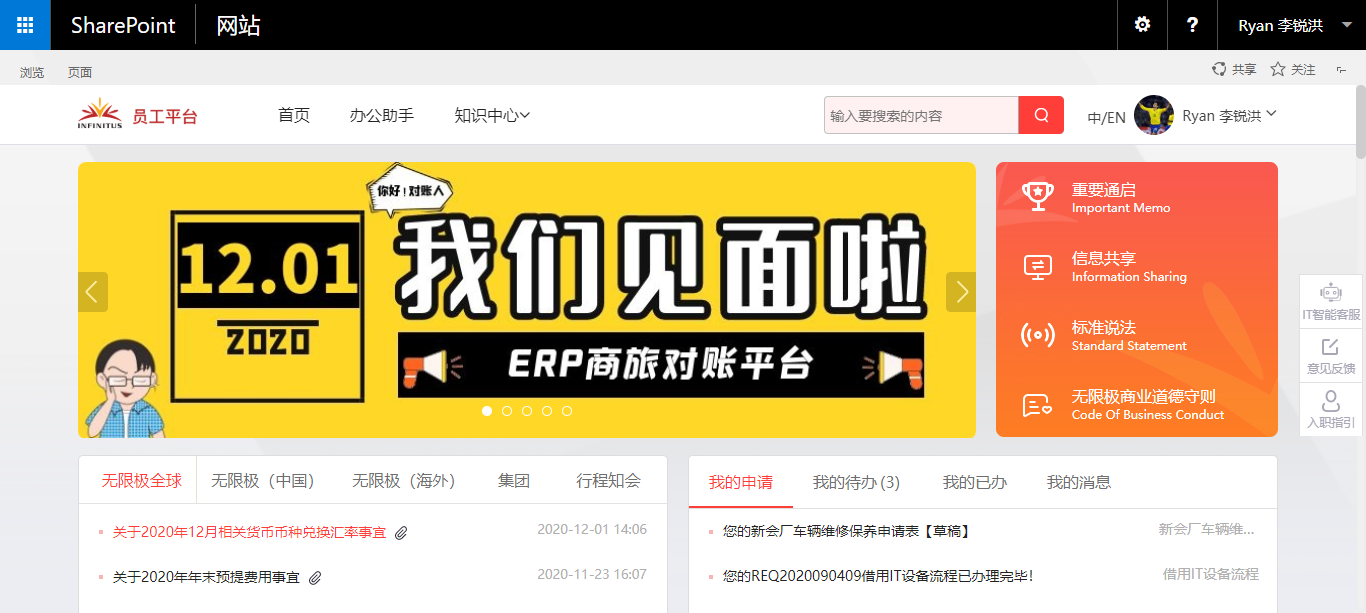 SharePoint 网站 ? Ryan 李锐洪
浏览 页面 共享 关注
INFINITUS 员工平台 首页 办公助手 知识中心 输入要搜索的内容 中/EN Ryan 李锐洪
你好！对账人
我们见面啦
12.01
2020
ERP商旅对账平台
重要通启
Important Memo
信息共享
Information Sharing
标准说法
Standard Statement
无限极商业道德守则
Code Of Business Conduct
IT智能客服
意见反馈
入职指引
无限极全球 无限极（中国） 无限极（海外） 集团 行程知会
关于2020年12月相关货币币种兑换汇率事宜 2020-12-01 14:06
关于2020年年末预提费用事宜 2020-11-23 16:07
我的申请 我的待办 (3) 我的已办 我的消息
您的新会厂车辆维修保养申请表【草稿】 新会厂车辆维...
您的REQ2020090409借用IT设备流程已办理完毕! 借用IT设备流程